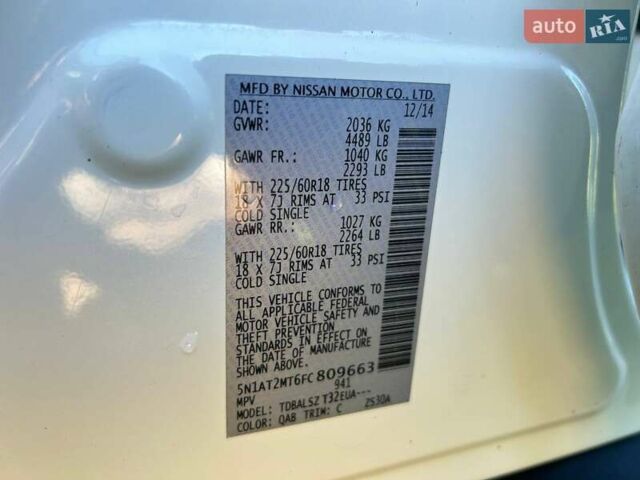 auto RIA .com
MFD BY NISSAN MOTOR CO., LTD.
DATE: 12/14
GVWR: 2036 KG
4489 LB
GAWR FR.: 1040 KG
2293 LB
WITH 225/60R18 TIRES
18 X 7J RIMS AT 33 PSI
COLD SINGLE
GAWR RR.: 1027 KG
2264 LB
WITH 225/60R18 TIRES
18 X 7J RIMS AT 33 PSI
COLD SINGLE
THIS VEHICLE CONFORMS TO
ALL APPLICABLE FEDERAL
MOTOR VEHICLE SAFETY AND
THEFT PREVENTION
STANDARDS IN EFFECT ON
THE DATE OF MANUFACTURE
SHOWN ABOVE.
5N1AT2MT6FC809663
MPV 941
MODEL: TDBALSZ T32EUA---
COLOR: QAB TRIM: C ZS30A